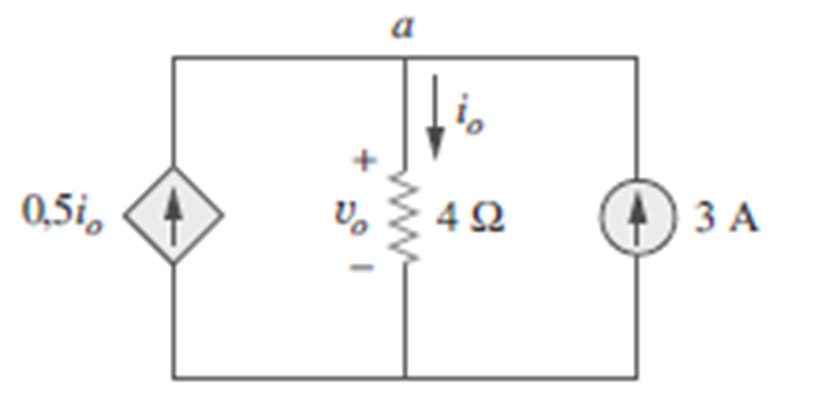 a
i_o
+
0,5i_o
v_o
4 Ω
3 A
−